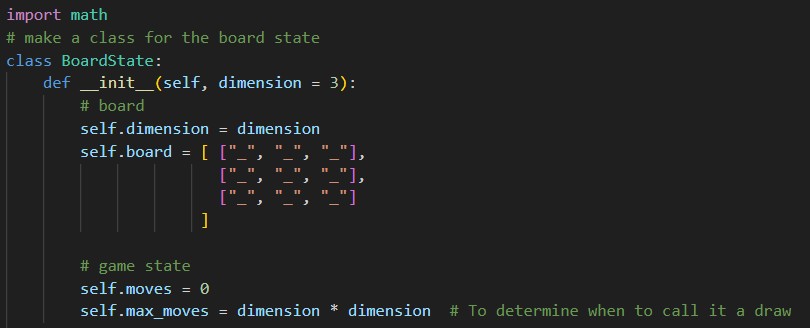 import math
# make a class for the board state
class BoardState:
    def __init__(self, dimension = 3):
        # board
        self.dimension = dimension
        self.board = [ ["_", "_", "_"],
                       ["_", "_", "_"],
                       ["_", "_", "_"]
                     ]
        # game state
        self.moves = 0
        self.max_moves = dimension * dimension  # To determine when to call it a draw